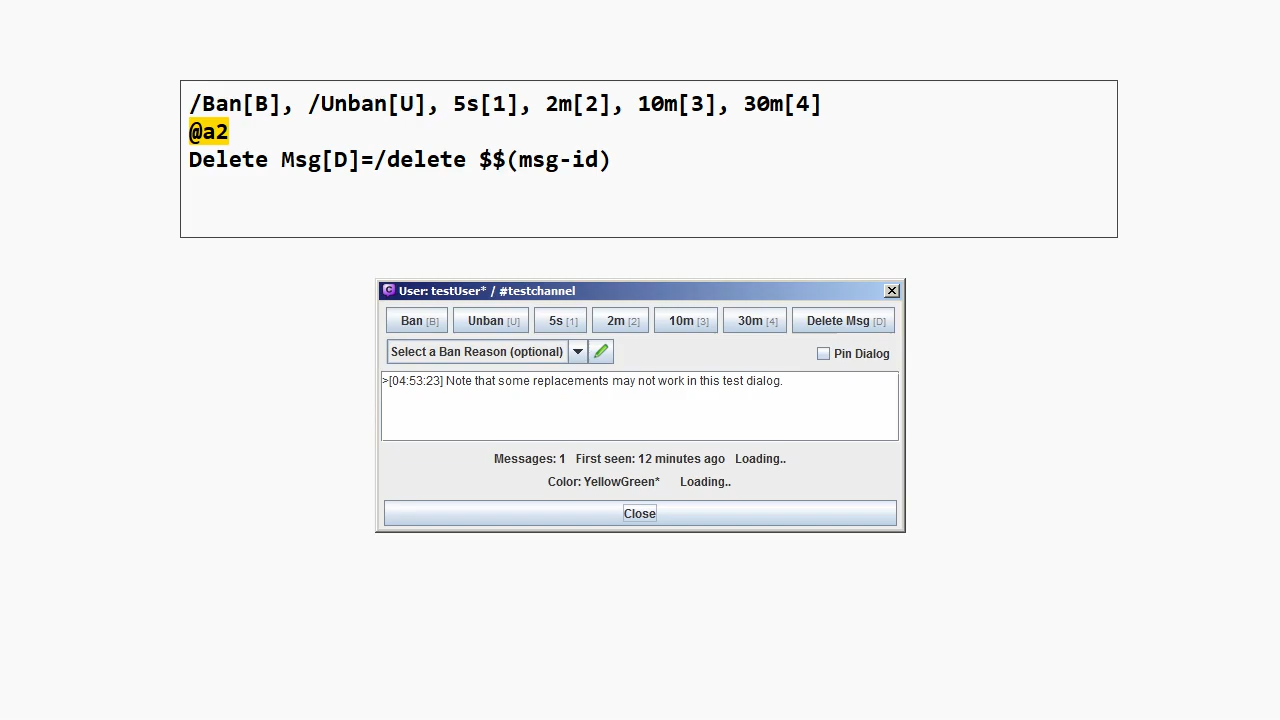 /Ban[B], /Unban[U], 5s[1], 2m[2], 10m[3], 30m[4]
@a2
Delete Msg[D]=/delete $$(msg-id)
User: testUser* / #testchannel
Ban [B] Unban [U] 5s [1] 2m [2] 10m [3] 30m [4] Delete Msg [D]
Select a Ban Reason (optional) Pin Dialog
>[04:53:23] Note that some replacements may not work in this test dialog.
Messages: 1 First seen: 12 minutes ago Loading..
Color: YellowGreen* Loading..
Close